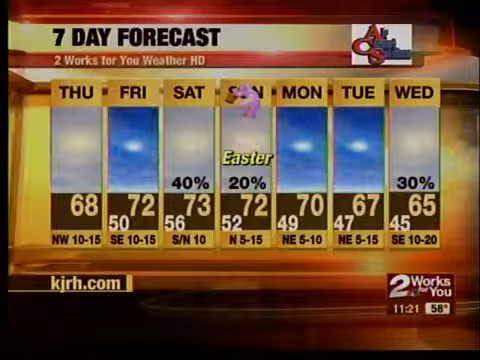 7 DAY FORECAST
2 Works for You Weather HD
THU FRI SAT SUN MON TUE WED
Easter
40% 20% 30%
68 72 73 72 70 67 65
50 56 52 49 47 45
NW 10-15 SE 10-15 S/N 10 N 5-15 NE 5-10 NE 5-15 SE 10-20
kjrh.com
2 Works for You
11:21 58°